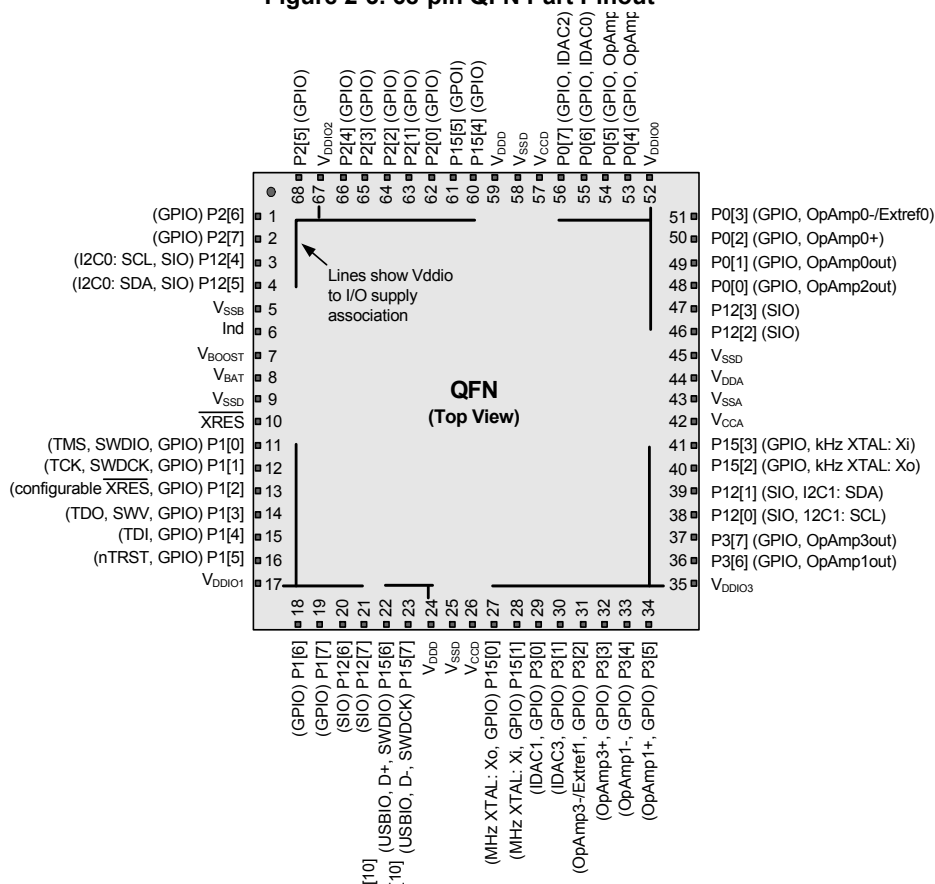 Figure 2-3. 68-pin QFN Part Pinout
P2[5] (GPIO)
VDDIO2
P2[4] (GPIO)
P2[3] (GPIO)
P2[2] (GPIO)
P2[1] (GPIO)
P2[0] (GPIO)
P15[5] (GPOI)
P15[4] (GPIO)
VDDD
VSSD
VCCD
P0[7] (GPIO, IDAC2)
P0[6] (GPIO, IDAC0)
P0[5] (GPIO, OpAmp
P0[4] (GPIO, OpAmp
VDDIO0
68
67
66
65
64
63
62
61
60
59
58
57
56
55
54
53
52
(GPIO) P2[6] 1
(GPIO) P2[7] 2
(I2C0: SCL, SIO) P12[4] 3
(I2C0: SDA, SIO) P12[5] 4
VSSB 5
Ind 6
VBOOST 7
VBAT 8
VSSD 9
XRES 10
(TMS, SWDIO, GPIO) P1[0] 11
(TCK, SWDCK, GPIO) P1[1] 12
(configurable XRES, GPIO) P1[2] 13
(TDO, SWV, GPIO) P1[3] 14
(TDI, GPIO) P1[4] 15
(nTRST, GPIO) P1[5] 16
VDDIO1 17
Lines show Vddio
to I/O supply
association
QFN
(Top View)
51 P0[3] (GPIO, OpAmp0-/Extref0)
50 P0[2] (GPIO, OpAmp0+)
49 P0[1] (GPIO, OpAmp0out)
48 P0[0] (GPIO, OpAmp2out)
47 P12[3] (SIO)
46 P12[2] (SIO)
45 VSSD
44 VDDA
43 VSSA
42 VCCA
41 P15[3] (GPIO, kHz XTAL: Xi)
40 P15[2] (GPIO, kHz XTAL: Xo)
39 P12[1] (SIO, I2C1: SDA)
38 P12[0] (SIO, 12C1: SCL)
37 P3[7] (GPIO, OpAmp3out)
36 P3[6] (GPIO, OpAmp1out)
35 VDDIO3
18
19
20
21
22
23
24
25
26
27
28
29
30
31
32
33
34
(GPIO) P1[6]
(GPIO) P1[7]
(SIO) P12[6]
(SIO) P12[7]
(USBIO, D+, SWDIO) P15[6]
(USBIO, D-, SWDCK) P15[7]
VDDD
VSSD
VCCD
(MHz XTAL: Xo, GPIO) P15[0]
(MHz XTAL: Xi, GPIO) P15[1]
(IDAC1, GPIO) P3[0]
(IDAC3, GPIO) P3[1]
(OpAmp3-/Extref1, GPIO) P3[2]
(OpAmp3+, GPIO) P3[3]
(OpAmp1-, GPIO) P3[4]
(OpAmp1+, GPIO) P3[5]
[10]
[10]